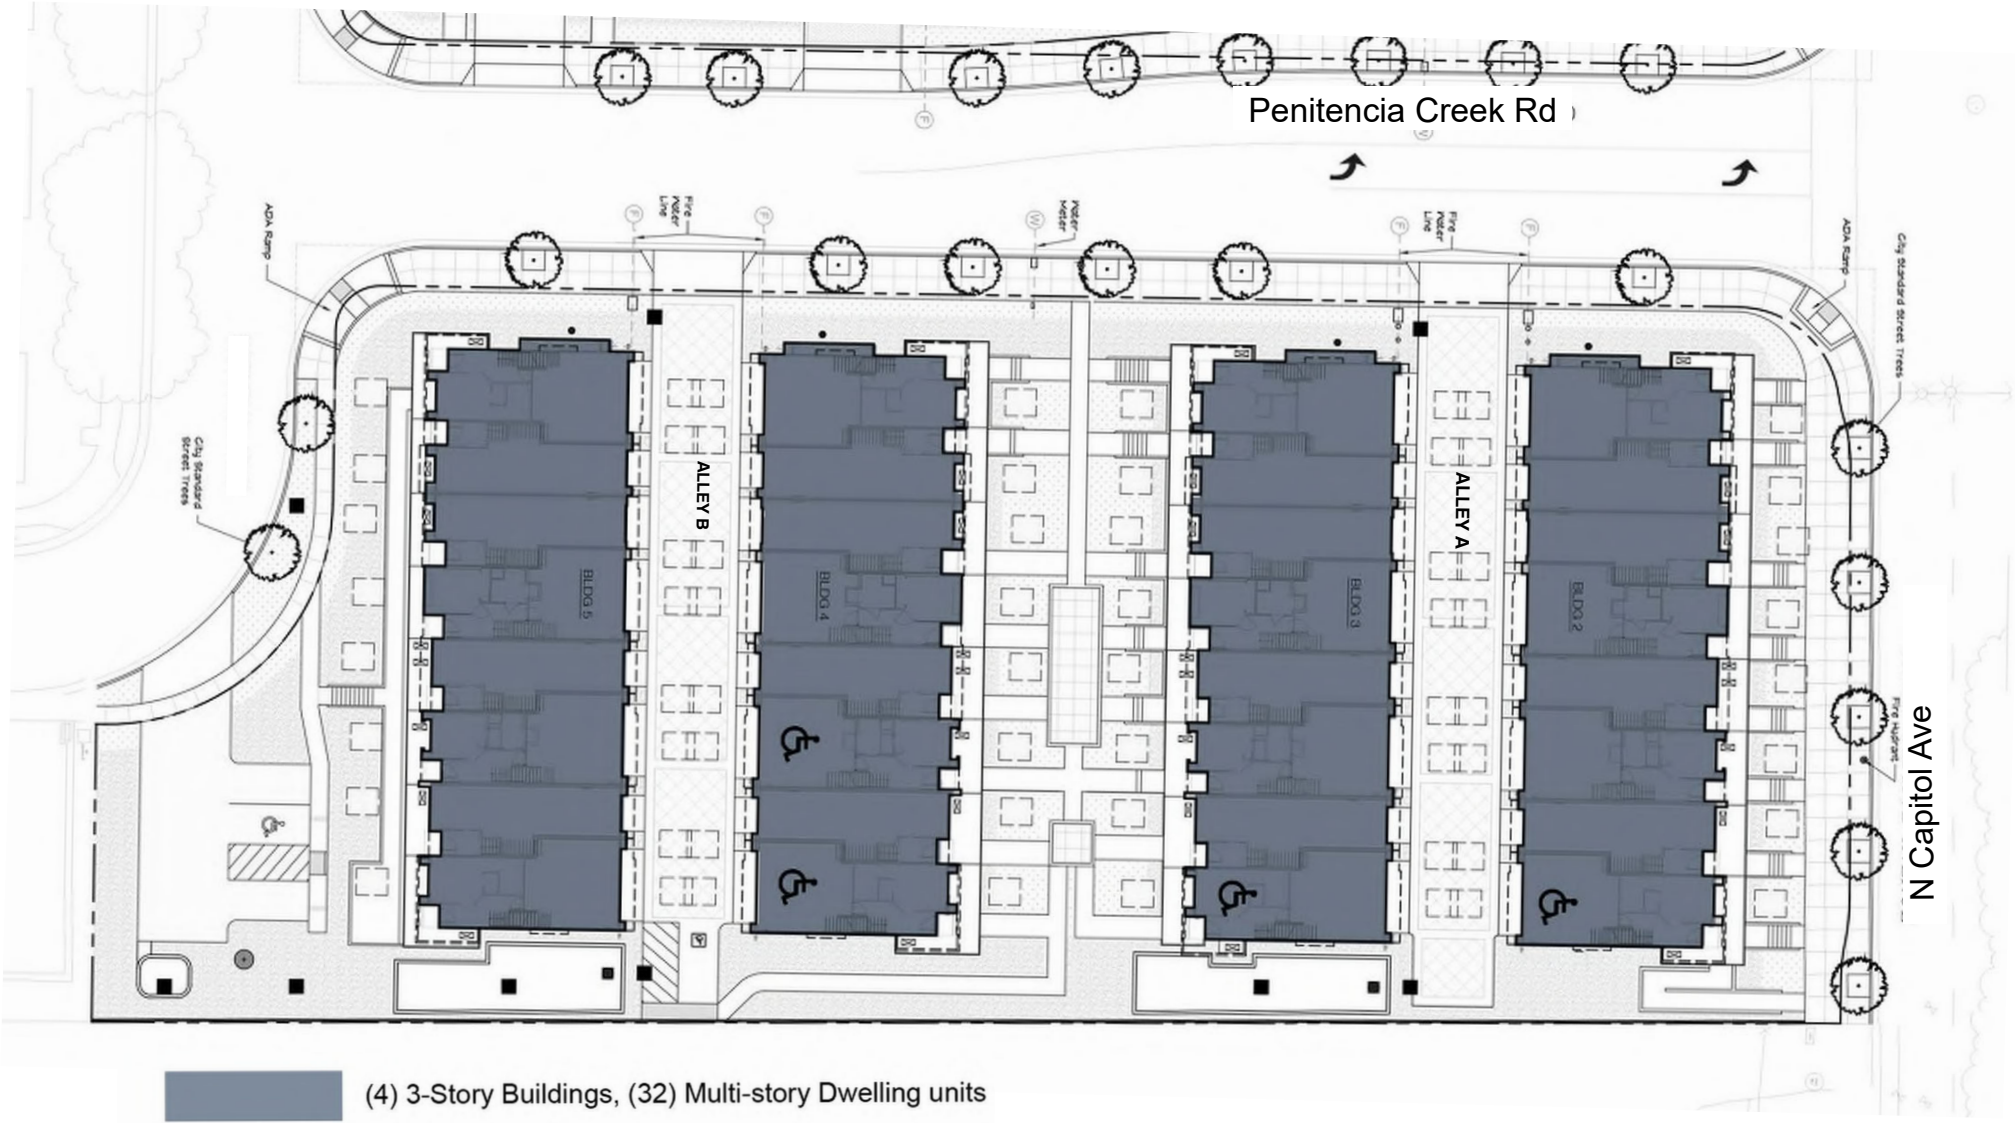 Penitencia Creek Rd
ADA Ramp
Fire
Water
Line
F
F
F
W
Water
Meter
Fire
Water
Line
F
F
ADA Ramp
City Standard Street Trees
City Standard
Street Trees
ALLEY B
ALLEY A
BLDG 5
BLDG 4
BLDG 3
BLDG 2
Fire Hydrant
N Capitol Ave
(4) 3-Story Buildings, (32) Multi-story Dwelling units